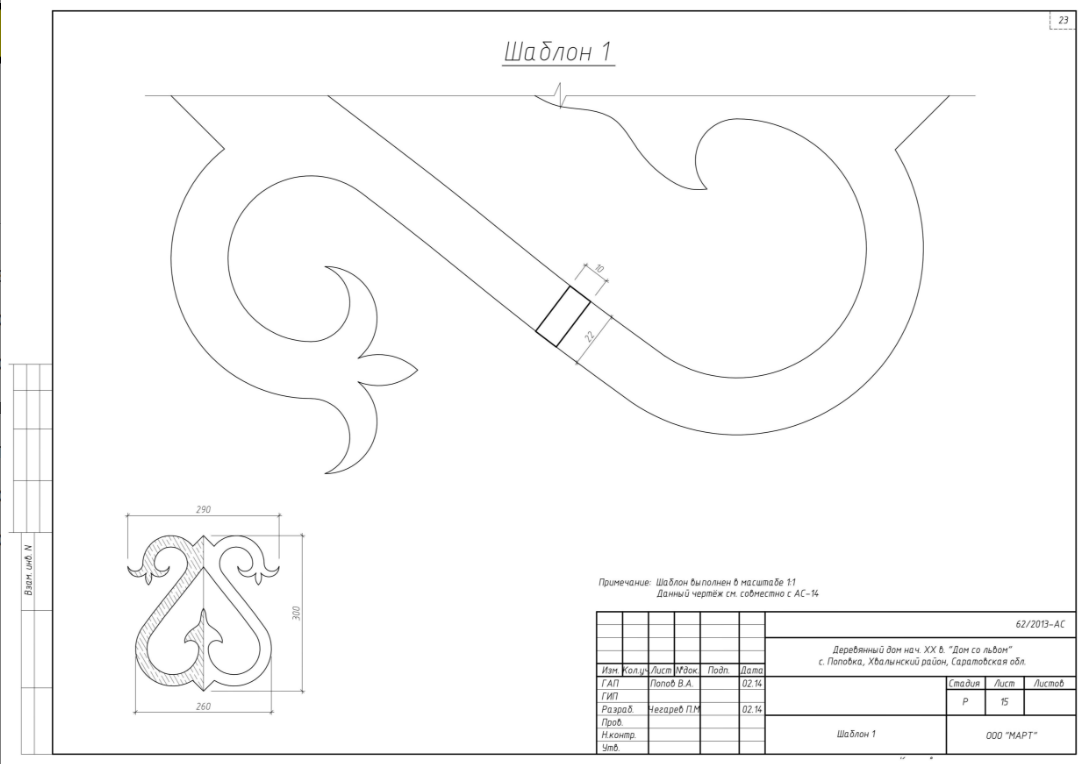 23
Шаблон 1
10
22
290
300
260
Взам. инв. N
Примечание: Шаблон выполнен в масштабе 1:1
Данный чертёж см. совместно с АС-14
62/2013-АС
Деревянный дом нач. XX в. "Дом со львом"
с. Поповка, Хвалынский район, Саратовская обл.
Изм. Кол.уч Лист №док. Подп. Дата
ГАП Попов В.А. 02.14
Стадия Лист Листов
ГИП
Р 15
Разраб. Чегарев П.М 02.14
Пров.
Н.контр.
Шаблон 1
ООО "МАРТ"
Утв.